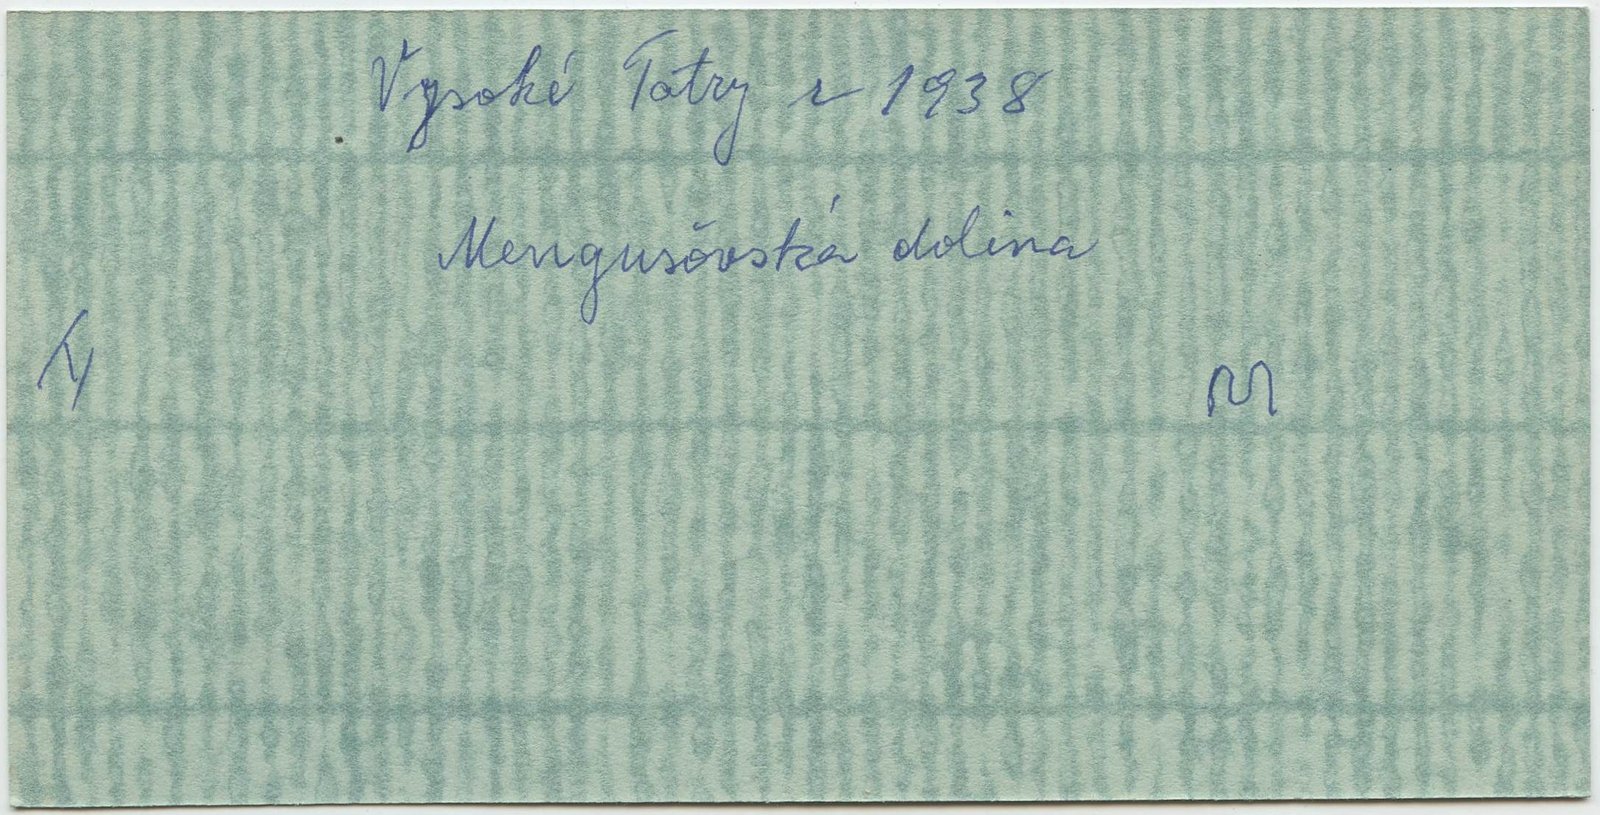 Vysoké Tatry r 1938
Mengusovská dolina
M